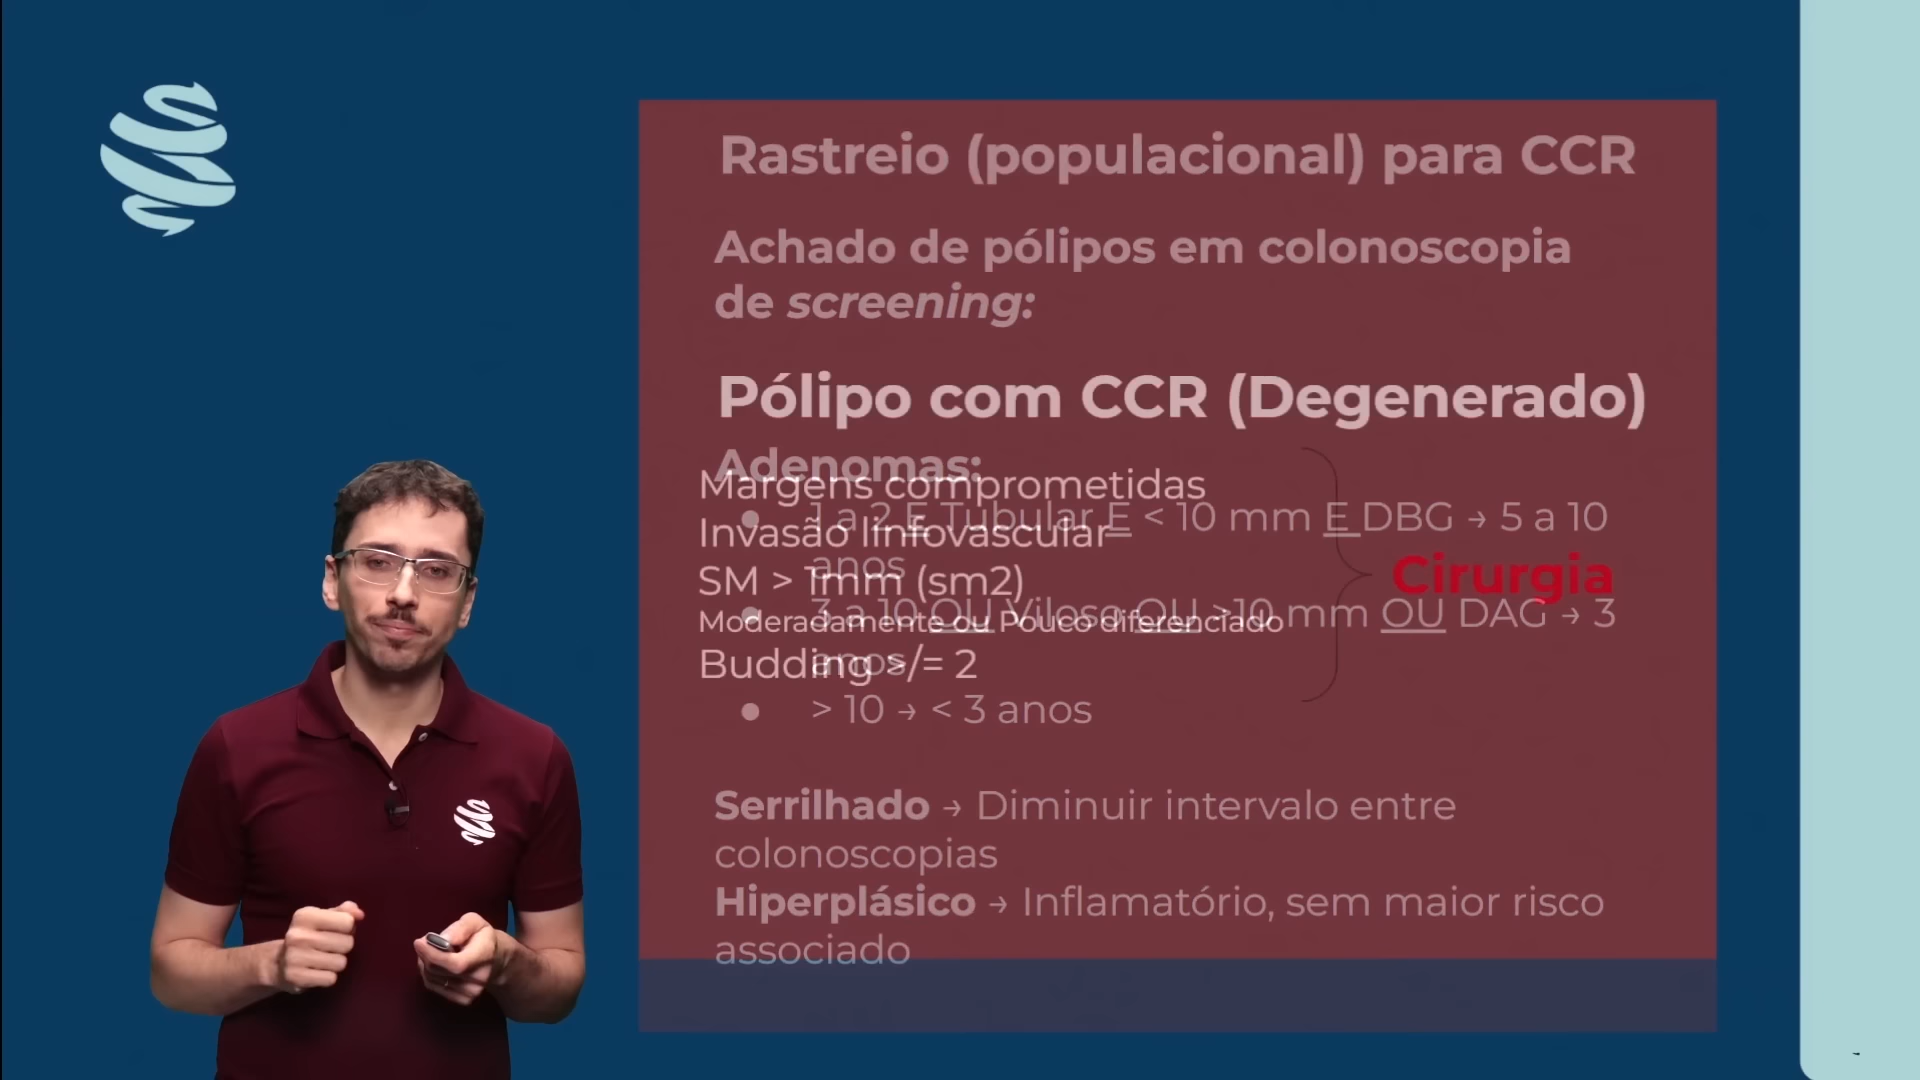 Rastreio (populacional) para CCR
Achado de pólipos em colonoscopia
de screening:
Pólipo com CCR (Degenerado)
Adenomas:
Margens comprometidas
1 a 2 E Tubular E < 10 mm E DBG → 5 a 10
Invasão linfovascular
anos
SM > 1mm (sm2)
Cirurgia
3 a 10 OU Viloso OU >10 mm OU DAG → 3
Moderadamente ou Pouco diferenciado
anos
Budding >/= 2
> 10 → < 3 anos
Serrilhado → Diminuir intervalo entre
colonoscopias
Hiperplásico → Inflamatório, sem maior risco
associado